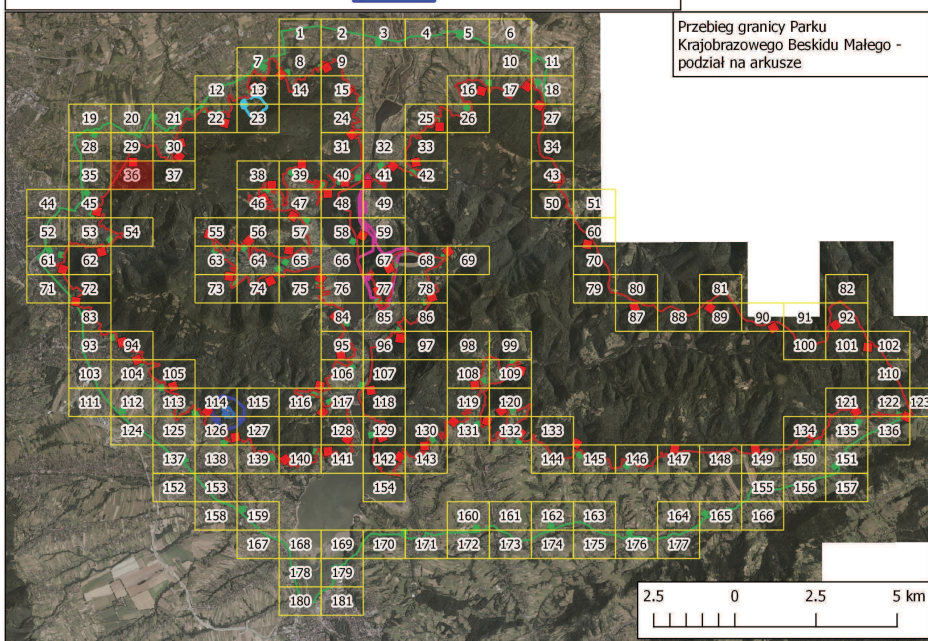 Przebieg granicy Parku
Krajobrazowego Beskidu Małego -
podział na arkusze
1 2 3 4 5 6
7 8 9 10 11
12 13 14 15 16 17 18
19 20 21 22 23 24 25 26 27
28 29 30 31 32 33 34
35 36 37 38 39 40 41 42 43
44 45 46 47 48 49 50 51
52 53 54 55 56 57 58 59 60
61 62 63 64 65 66 67 68 69 70
71 72 73 74 75 76 77 78 79 80 81 82
83 84 85 86 87 88 89 90 91 92
93 94 95 96 97 98 99 100 101 102
103 104 105 106 107 108 109 110
111 112 113 114 115 116 117 118 119 120 121 122 123
124 125 126 127 128 129 130 131 132 133 134 135 136
137 138 139 140 141 142 143 144 145 146 147 148 149 150 151
152 153 154 155 156 157
158 159 160 161 162 163 164 165 166
167 168 169 170 171 172 173 174 175 176 177
178 179
180 181
2.5 0 2.5 5 km